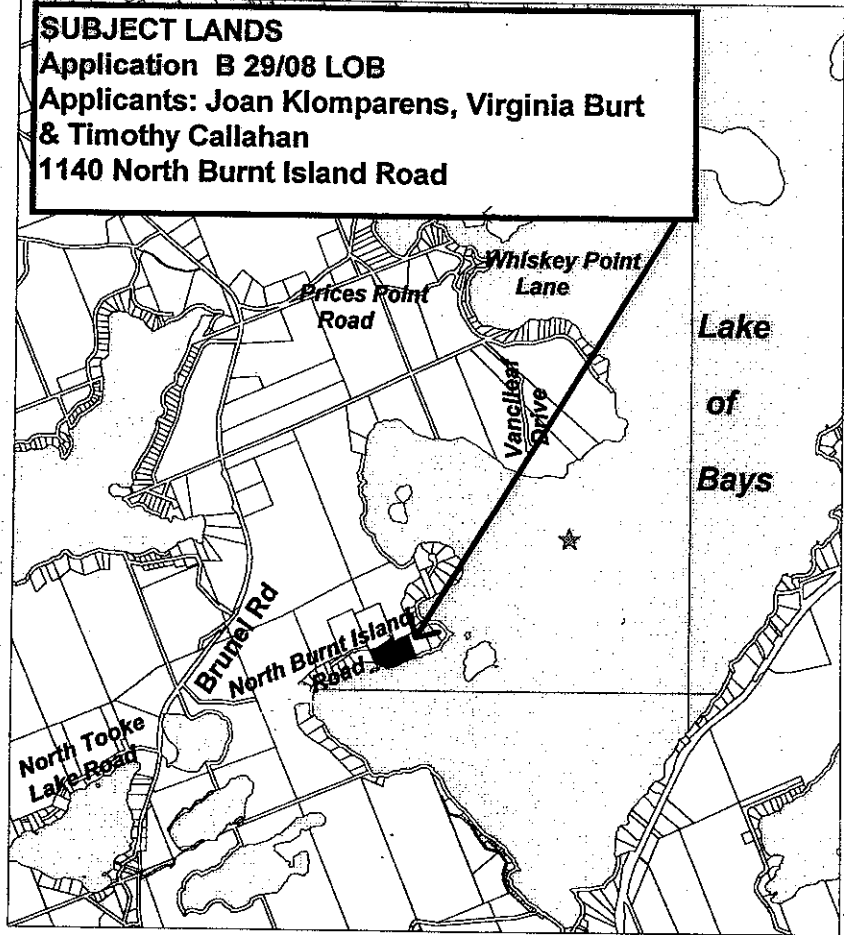 SUBJECT LANDS
Application B 29/08 LOB
Applicants: Joan Klomparens, Virginia Burt
& Timothy Callahan
1140 North Burnt Island Road
Whiskey Point
Lane
Prices Point
Road
Lake
of
Bays
Vancleaf
Drive
Brunel Rd
North Burnt Island
Road
North Tooke
Lake Road